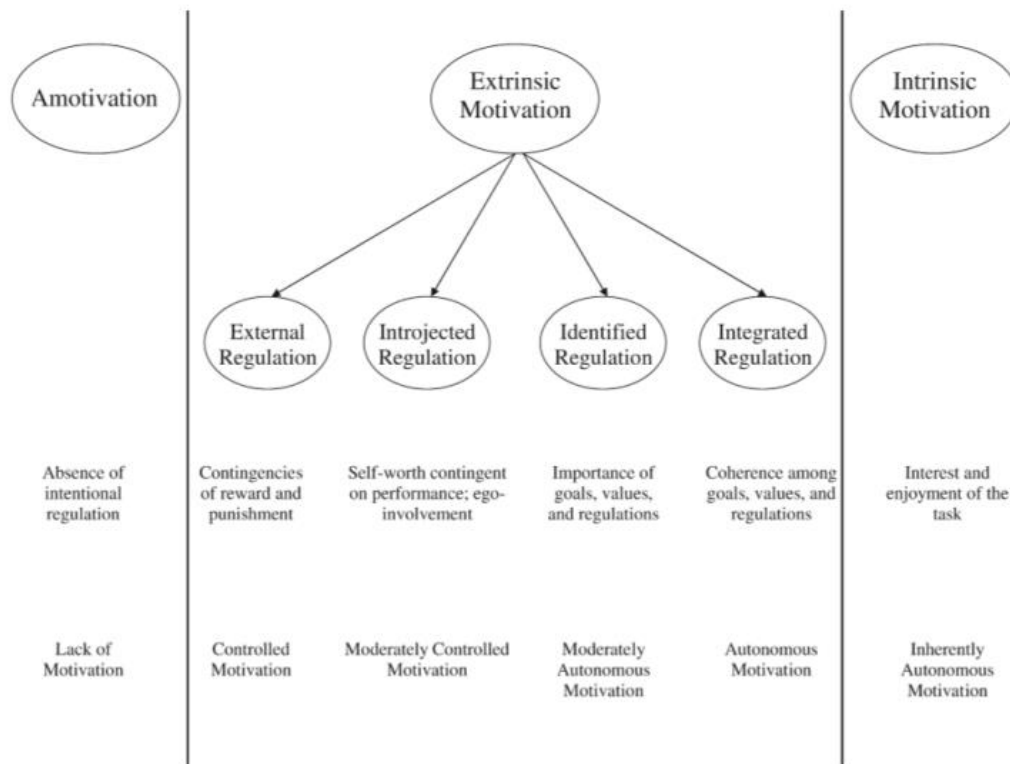 Amotivation
Extrinsic
Motivation
Intrinsic
Motivation
External
Regulation
Introjected
Regulation
Identified
Regulation
Integrated
Regulation
Absence of
intentional
regulation
Contingencies
of reward and
punishment
Self-worth contingent
on performance; ego-
involvement
Importance of
goals, values,
and regulations
Coherence among
goals, values, and
regulations
Interest and
enjoyment of the
task
Lack of
Motivation
Controlled
Motivation
Moderately Controlled
Motivation
Moderately
Autonomous
Motivation
Autonomous
Motivation
Inherently
Autonomous
Motivation